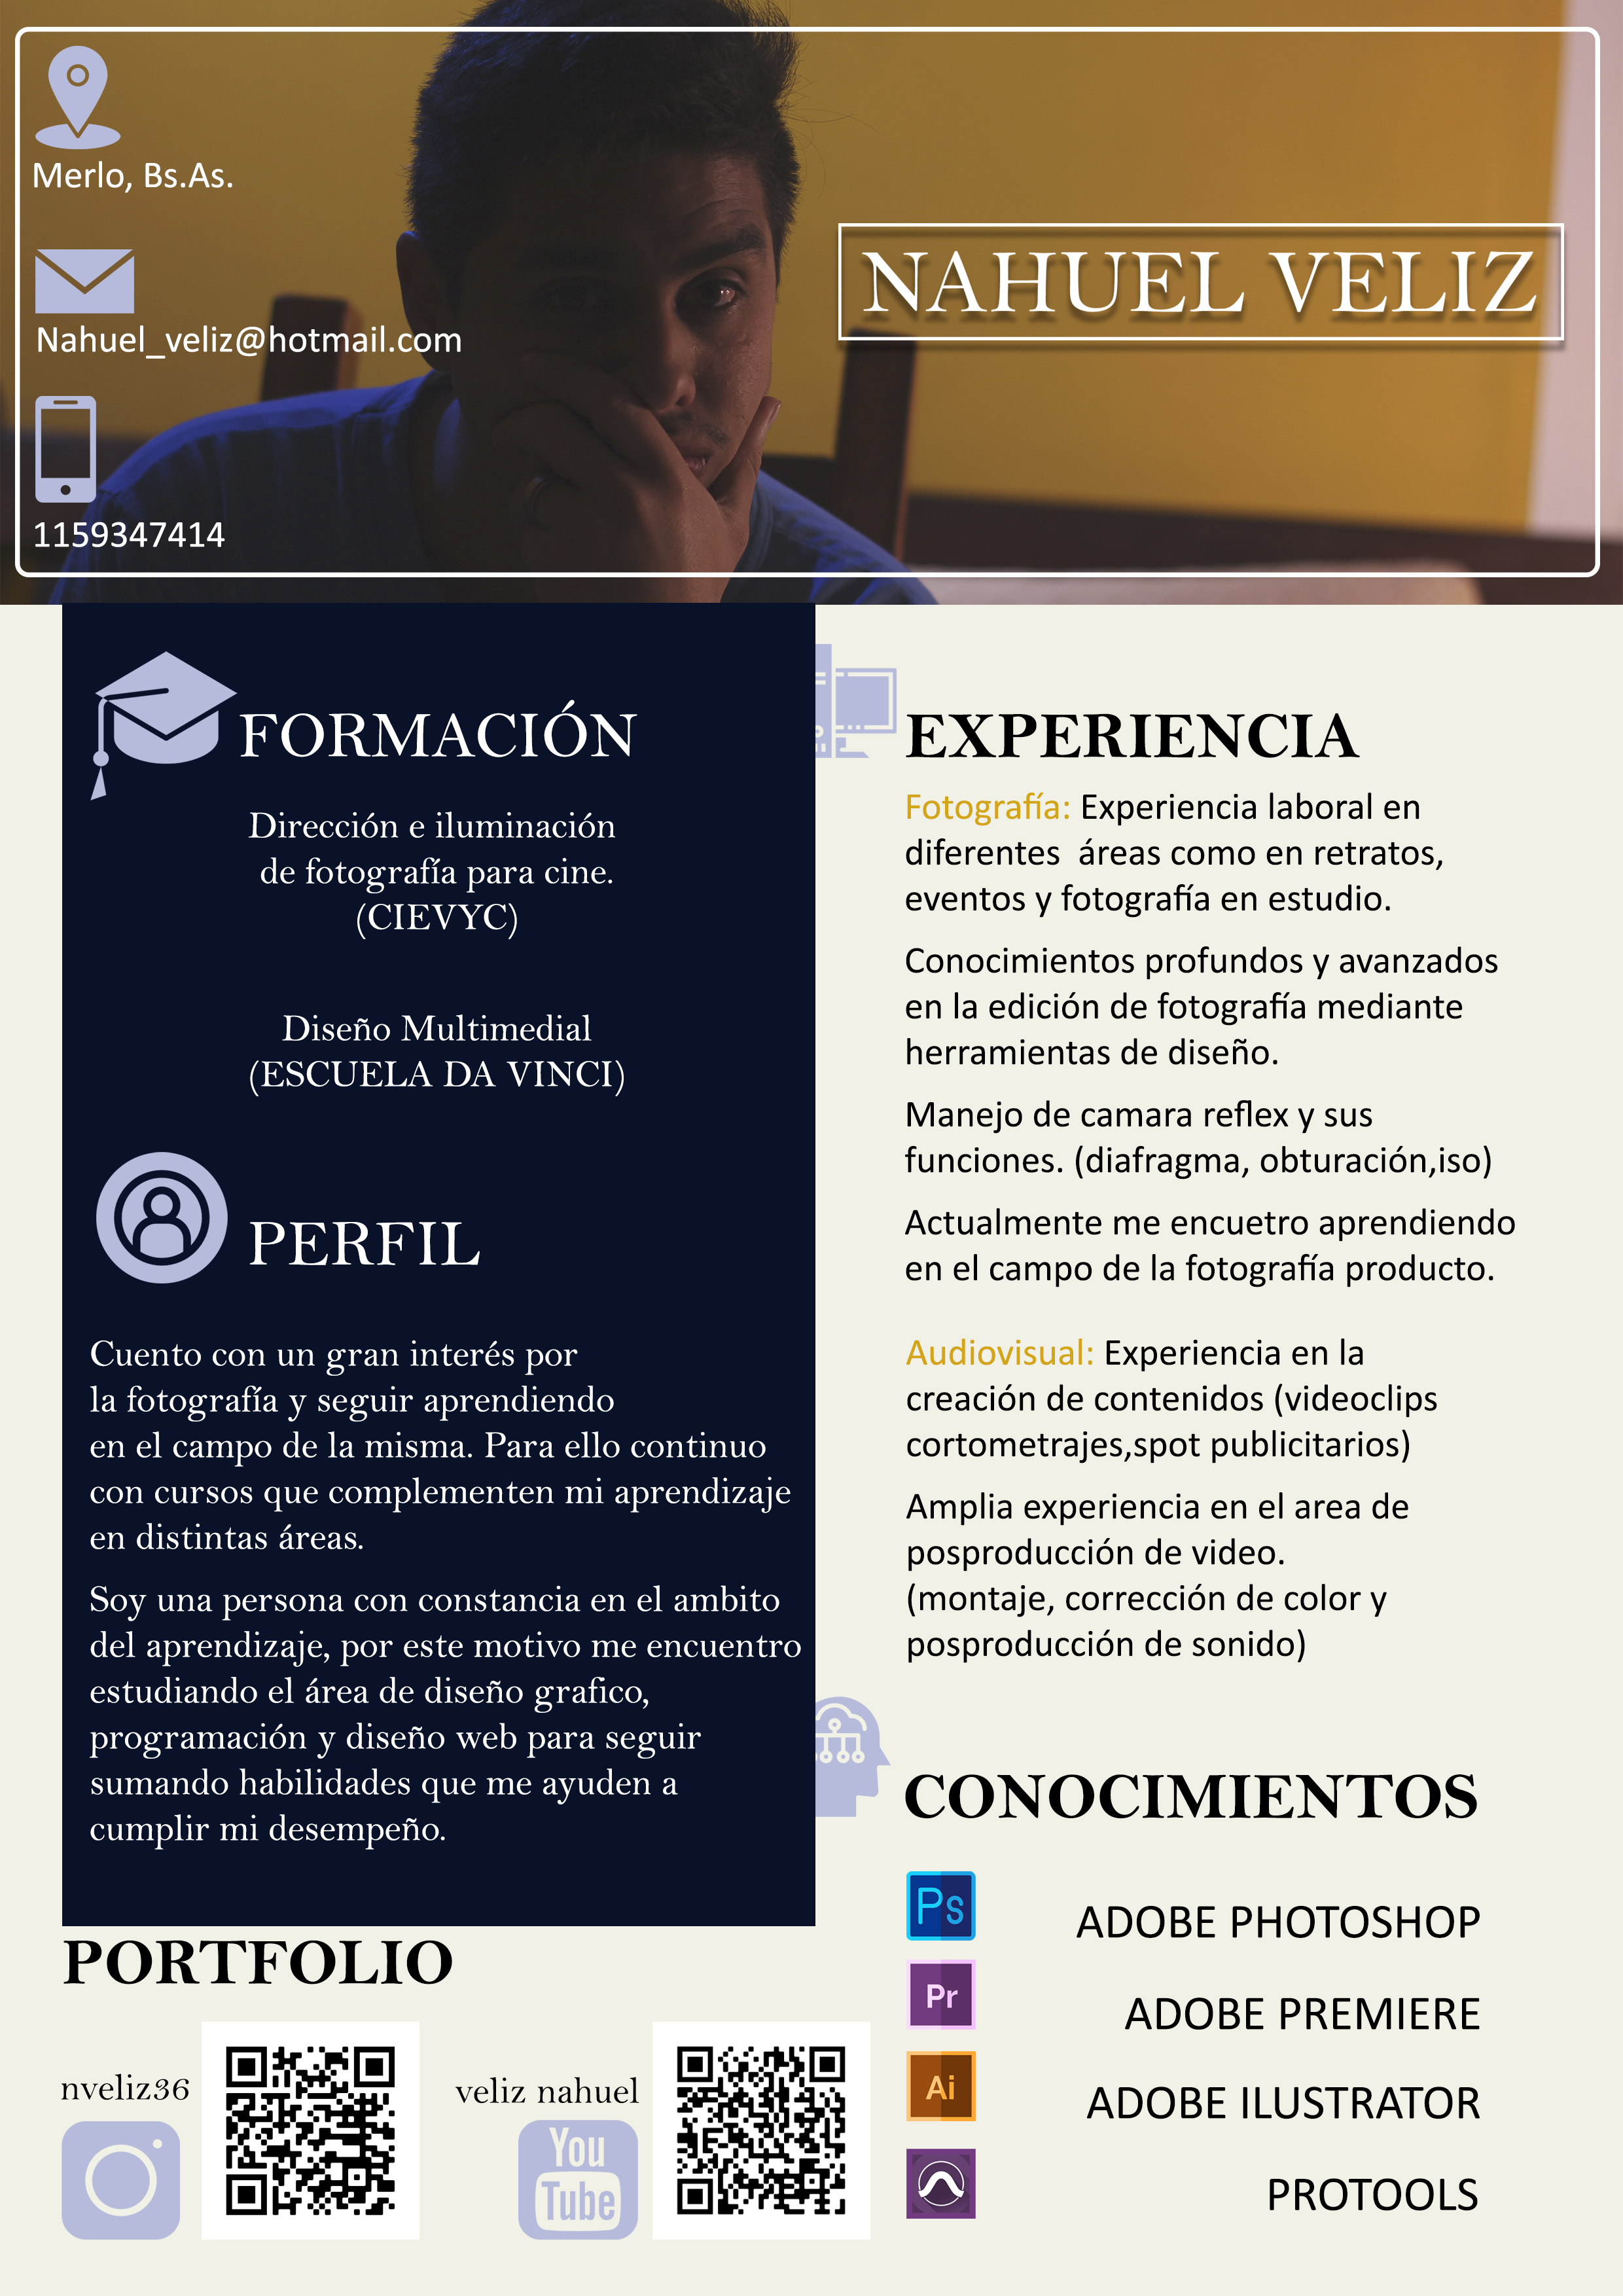 Merlo, Bs.As.
Nahuel_veliz@hotmail.com
1159347414
NAHUEL VELIZ
FORMACIÓN
Dirección e iluminación
de fotografía para cine.
(CIEVYC)
Diseño Multimedial
(ESCUELA DA VINCI)
PERFIL
Cuento con un gran interés por
la fotografía y seguir aprendiendo
en el campo de la misma. Para ello continuo
con cursos que complementen mi aprendizaje
en distintas áreas.
Soy una persona con constancia en el ambito
del aprendizaje, por este motivo me encuentro
estudiando el área de diseño grafico,
programación y diseño web para seguir
sumando habilidades que me ayuden a
cumplir mi desempeño.
EXPERIENCIA
Fotografía: Experiencia laboral en
diferentes  áreas como en retratos,
eventos y fotografía en estudio.
Conocimientos profundos y avanzados
en la edición de fotografía mediante
herramientas de diseño.
Manejo de camara reflex y sus
funciones. (diafragma, obturación,iso)
Actualmente me encuetro aprendiendo
en el campo de la fotografía producto.
Audiovisual: Experiencia en la
creación de contenidos (videoclips
cortometrajes,spot publicitarios)
Amplia experiencia en el area de
posproducción de video.
(montaje, corrección de color y
posproducción de sonido)
CONOCIMIENTOS
Ps
ADOBE PHOTOSHOP
Pr
ADOBE PREMIERE
Ai
ADOBE ILUSTRATOR
PROTOOLS
PORTFOLIO
nveliz36
veliz nahuel
You
Tube